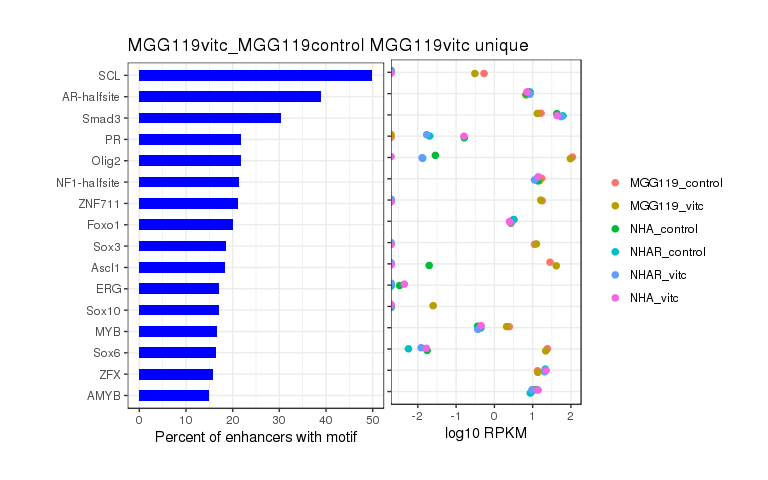 MGG119vitc_MGG119control MGG119vitc unique
SCL
AR-halfsite
Smad3
PR
Olig2
NF1-halfsite
ZNF711
Foxo1
Sox3
Ascl1
ERG
Sox10
MYB
Sox6
ZFX
AMYB
0 10 20 30 40 50
Percent of enhancers with motif
-2 -1 0 1 2
log10 RPKM
MGG119_control
MGG119_vitc
NHA_control
NHAR_control
NHAR_vitc
NHA_vitc